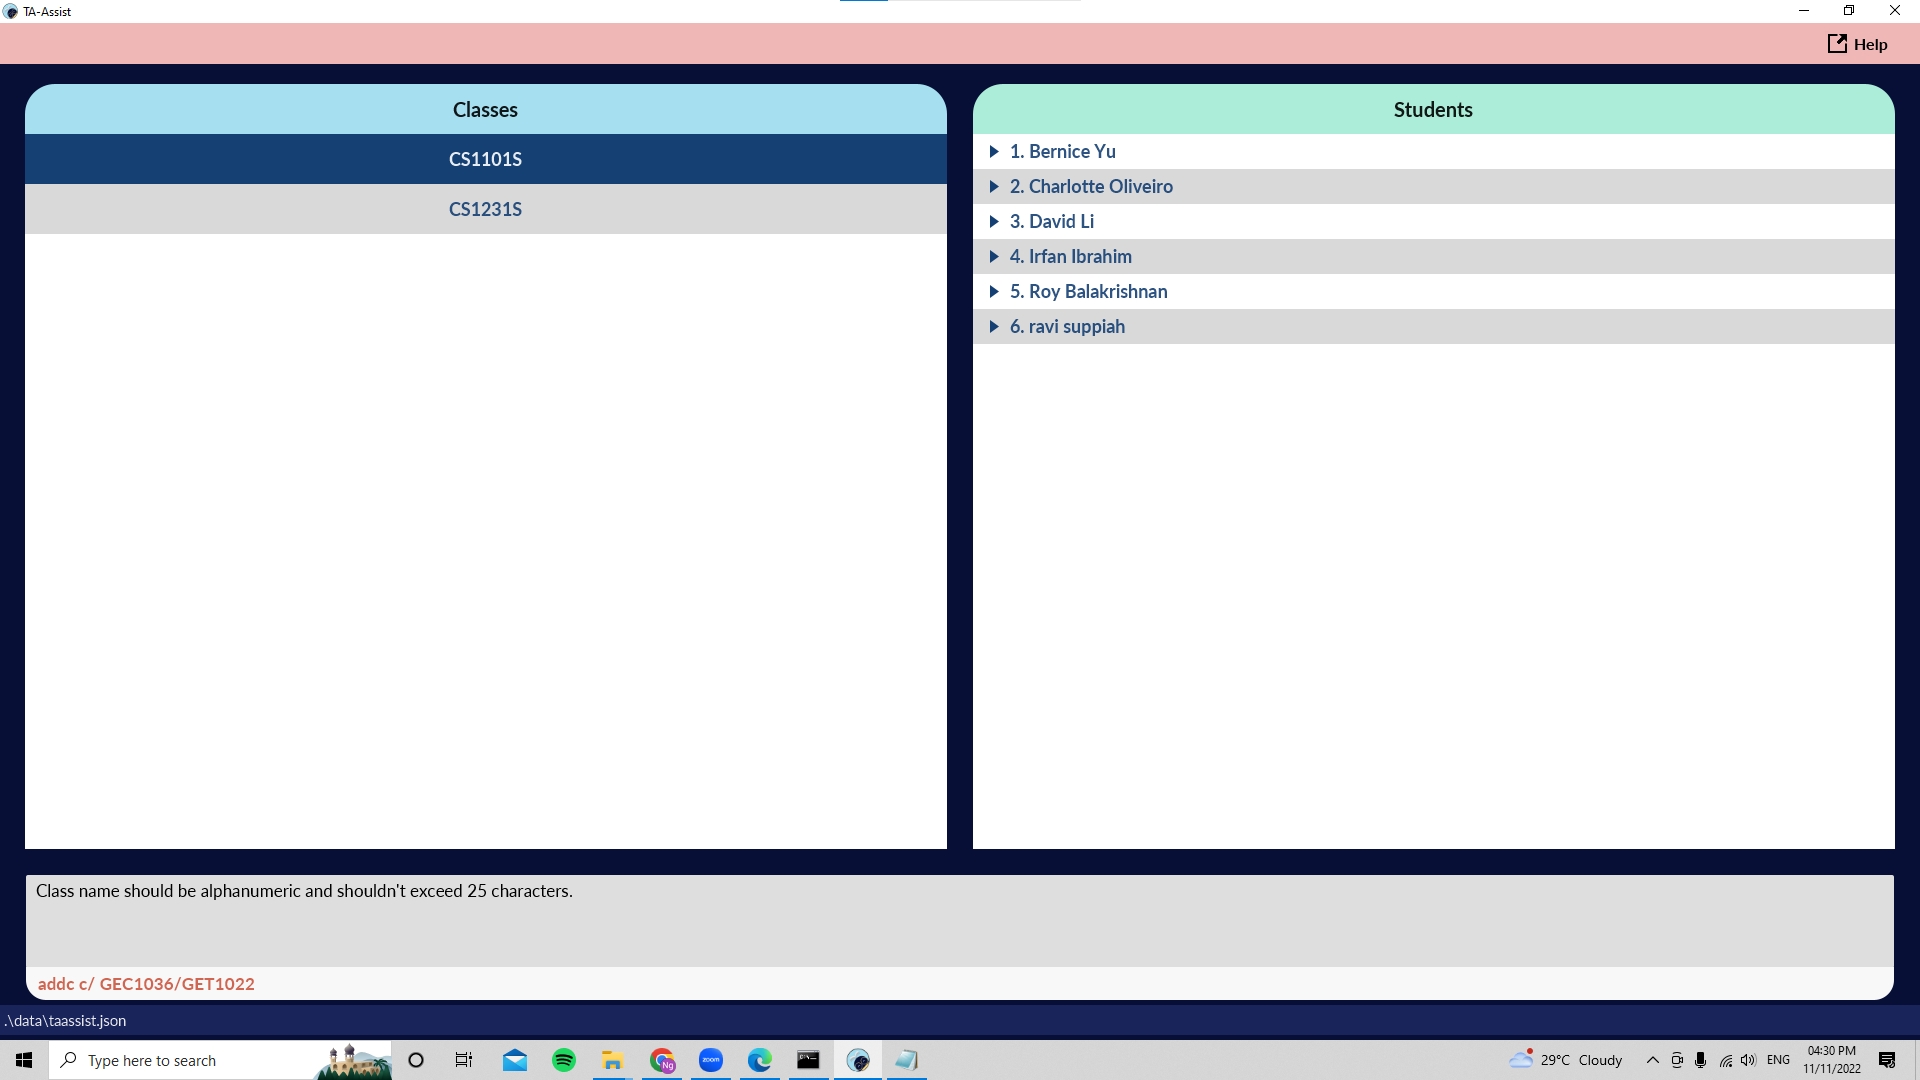 TA-Assist
Help
Classes
CS1101S
CS1231S
Students
1. Bernice Yu
2. Charlotte Oliveiro
3. David Li
4. Irfan Ibrahim
5. Roy Balakrishnan
6. ravi suppiah
Class name should be alphanumeric and shouldn't exceed 25 characters.
addc c/ GEC1036/GET1022
.\data\taassist.json
Type here to search
Ng
zoom
29°C Cloudy
ENG
04:30 PM
11/11/2022